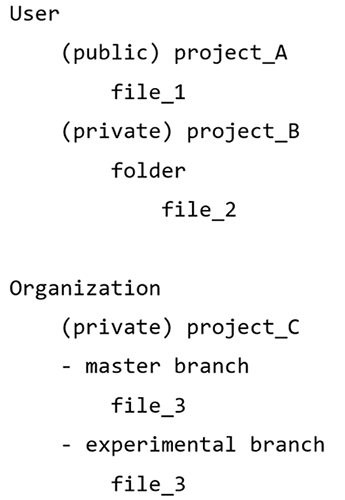 User
(public) project_A
file_1
(private) project_B
folder
file_2
Organization
(private) project_C
- master branch
file_3
- experimental branch
file_3